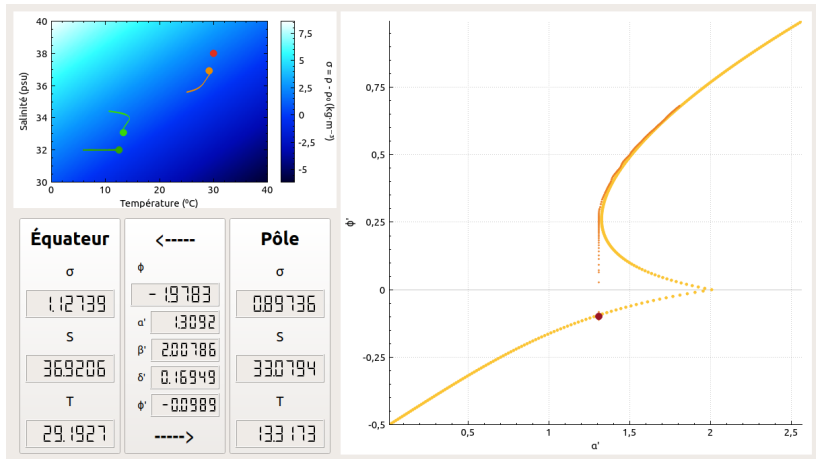 40
38
36
34
32
30
Salinité (psu)
0
10
20
30
40
Température (ºC)
7,5
5
2,5
0
-2,5
-5
σ = ρ - ρ₀ (kg·m⁻³)
Équateur
σ
1.12739
S
36.9206
T
29.1927
<-----
ϕ
-1.9783
α' 1.3092
β' 2.00786
δ' 0.16949
ϕ' -0.0989
----->
Pôle
σ
0.89736
S
33.0794
T
13.3173
0,75
0,5
0,25
0
-0,25
-0,5
ϕ'
0,5
1
1,5
2
2,5
α'